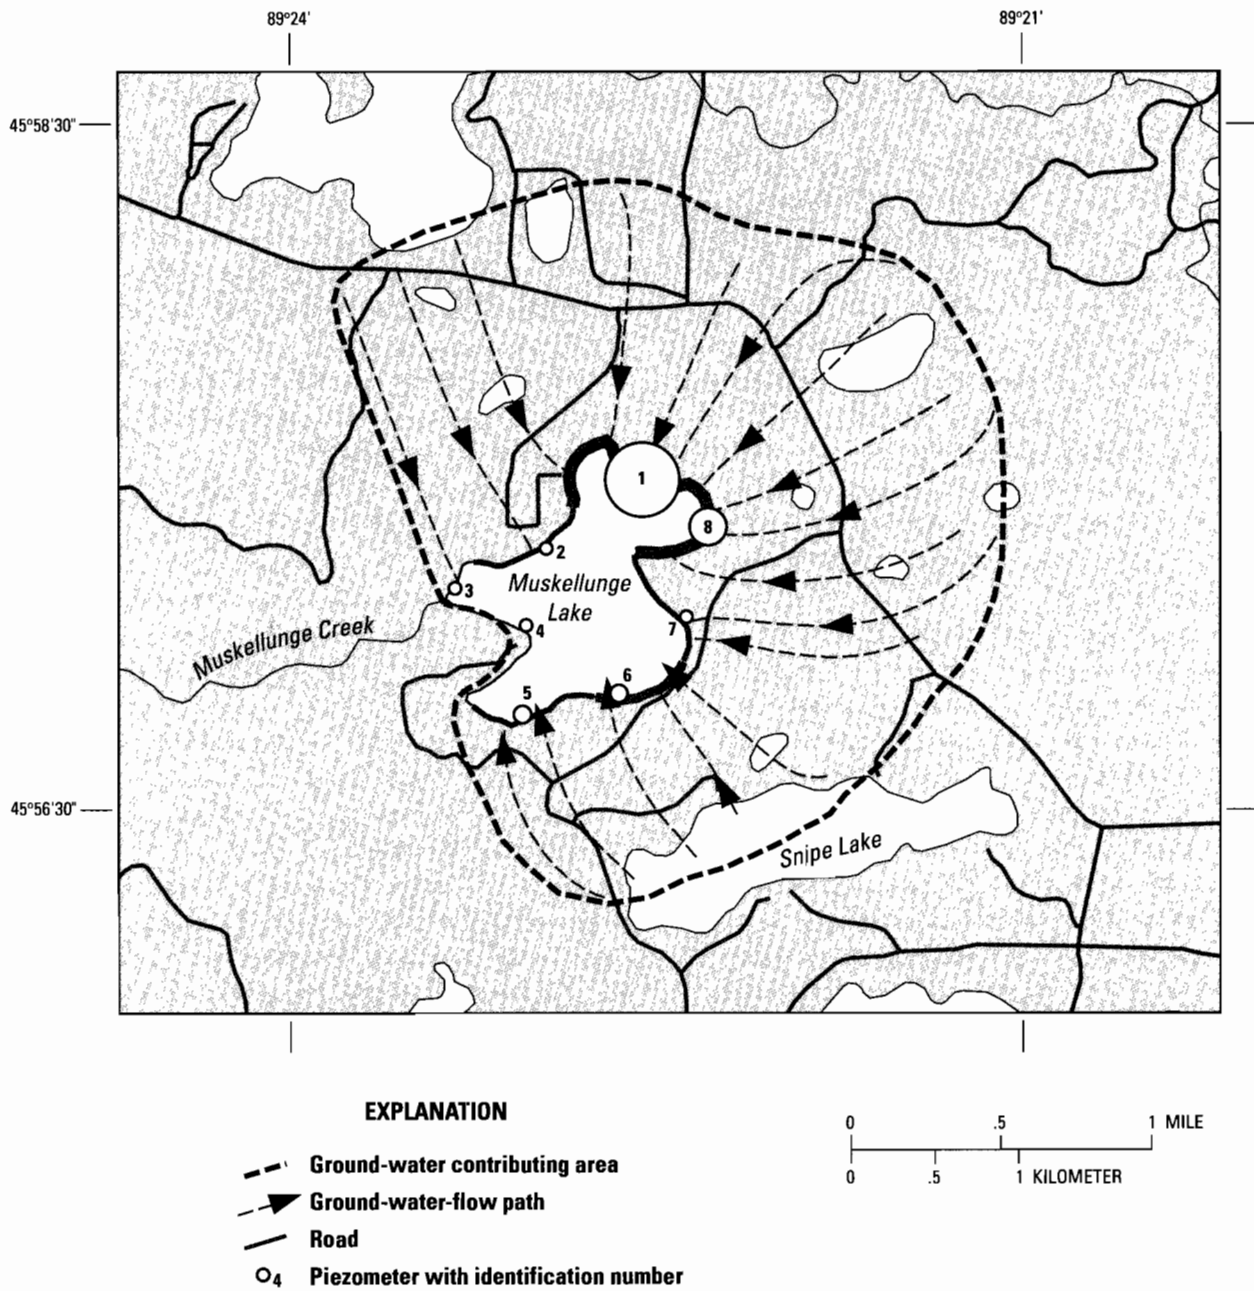 89°24'
89°21'
45°58'30"
1
8
2
Muskellunge
Lake
3
4
7
Muskellunge Creek
6
5
45°56'30"
Snipe Lake
EXPLANATION
Ground-water contributing area
Ground-water-flow path
Road
4 Piezometer with identification number
0 .5 1 MILE
0 .5 1 KILOMETER